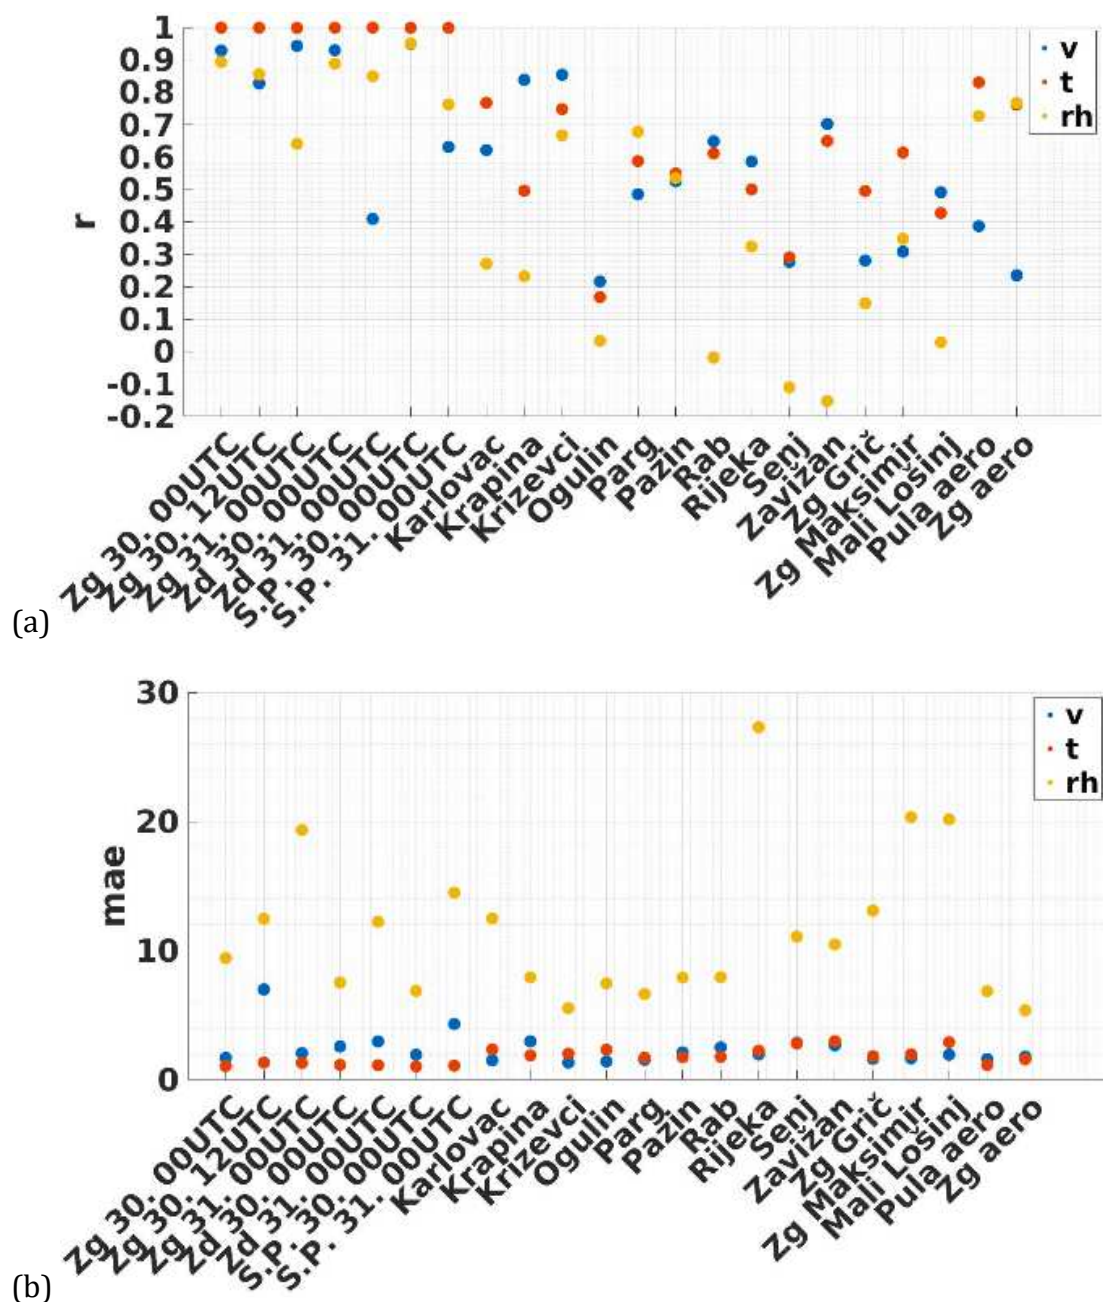 1
0.9
0.8
0.7
0.6
0.5
0.4
0.3
0.2
0.1
0
-0.1
-0.2
r
v
t
rh
Zg 30. 00UTC
Zg 30. 12UTC
Zg 31. 00UTC
Zd 30. 00UTC
Zd 31. 00UTC
S.P. 30. 00UTC
S.P. 31. 00UTC
Karlovac
Krapina
Krizevci
Ogulin
Parg
Pazin
Rab
Rijeka
Senj
Zavižan
Zg Grič
Zg Maksimir
Mali Lošinj
Pula aero
Zg aero
(a)
30
20
10
0
mae
v
t
rh
Zg 30. 00UTC
Zg 30. 12UTC
Zg 31. 00UTC
Zd 30. 00UTC
Zd 31. 00UTC
S.P. 30. 00UTC
S.P. 31. 00UTC
Karlovac
Krapina
Krizevci
Ogulin
Parg
Pazin
Rab
Rijeka
Senj
Zavižan
Zg Grič
Zg Maksimir
Mali Lošinj
Pula aero
Zg aero
(b)